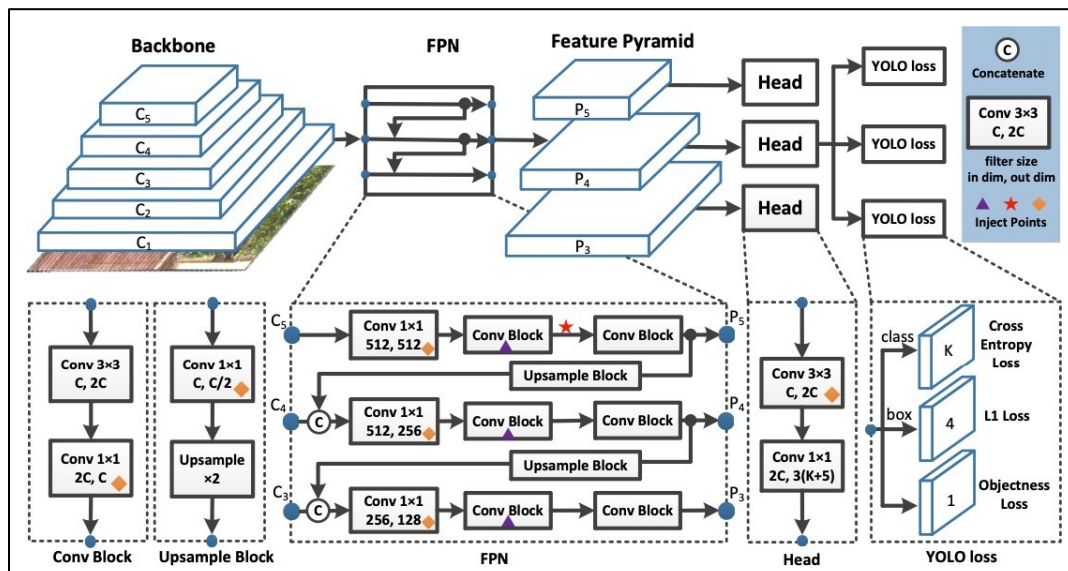 Backbone
FPN
Feature Pyramid
C5
C4
C3
C2
C1
P5
P4
P3
Head
Head
Head
YOLO loss
YOLO loss
YOLO loss
C
Concatenate
Conv 3×3
C, 2C
filter size
in dim, out dim
Inject Points
Conv 3×3
C, 2C
Conv 1×1
2C, C
Conv Block
Conv 1×1
C, C/2
Upsample
×2
Upsample Block
C5
Conv 1×1
512, 512
Conv Block
Conv Block
P5
Upsample Block
C4
C
Conv 1×1
512, 256
Conv Block
Conv Block
P4
Upsample Block
C3
C
Conv 1×1
256, 128
Conv Block
Conv Block
P3
FPN
Conv 3×3
C, 2C
Conv 1×1
2C, 3(K+5)
Head
class
K
Cross
Entropy
Loss
box
4
L1 Loss
1
Objectness
Loss
YOLO loss